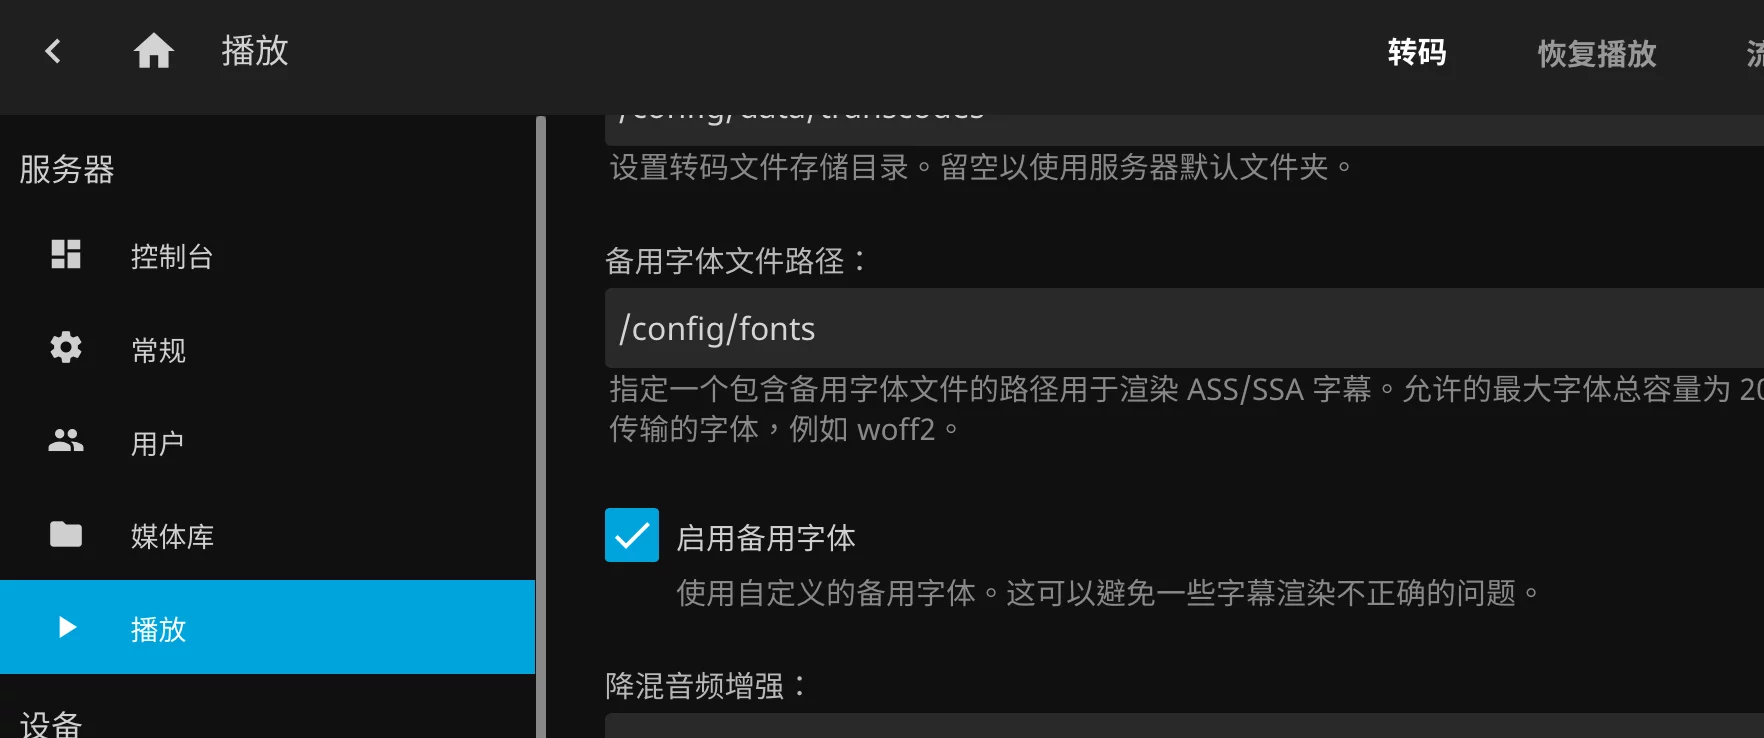 播放
转码
恢复播放
服务器
控制台
常规
用户
媒体库
播放
设备
/config/data/transcodes
设置转码文件存储目录。留空以使用服务器默认文件夹。
备用字体文件路径：
/config/fonts
指定一个包含备用字体文件的路径用于渲染 ASS/SSA 字幕。允许的最大字体总容量为 20
传输的字体，例如 woff2。
启用备用字体
使用自定义的备用字体。这可以避免一些字幕渲染不正确的问题。
降混音频增强：